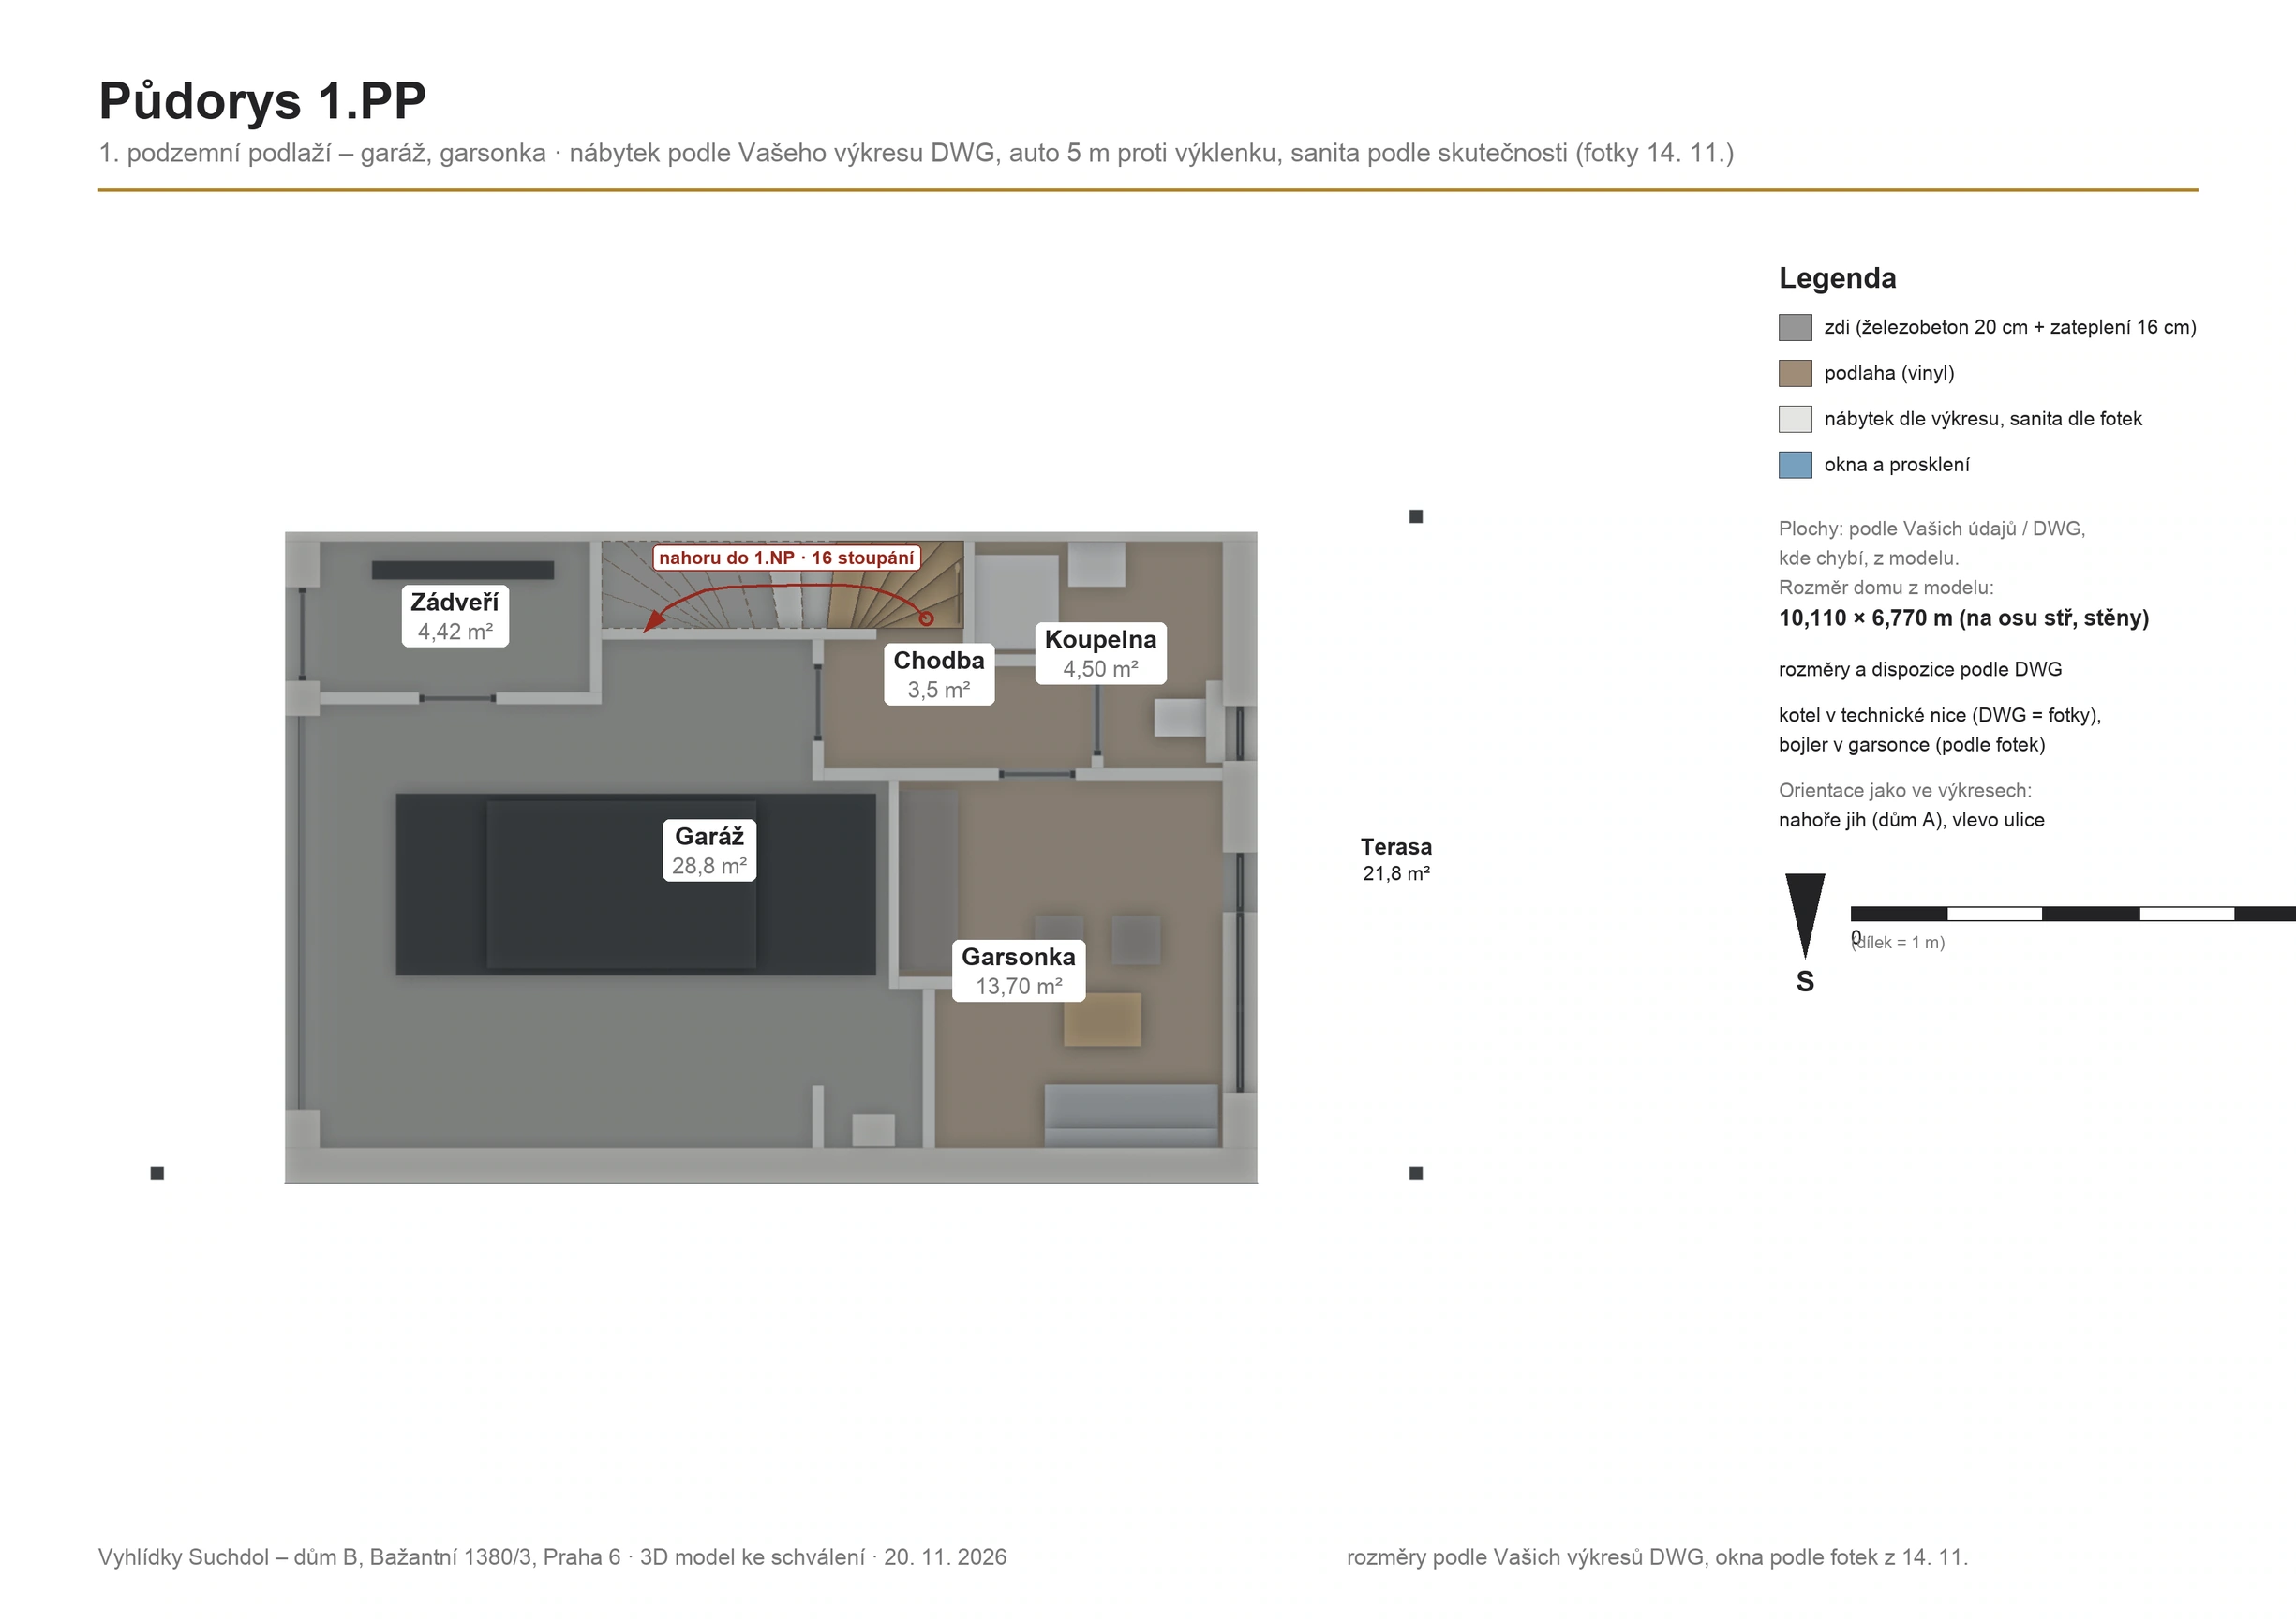 Půdorys 1.PP
1. podzemní podlaží – garáž, garsonka · nábytek podle Vašeho výkresu DWG, auto 5 m proti výklenku, sanita podle skutečnosti (fotky 14. 11.)
Legenda
zdi (železobeton 20 cm + zateplení 16 cm)
podlaha (vinyl)
nábytek dle výkresu, sanita dle fotek
okna a prosklení
Plochy: podle Vašich údajů / DWG,
kde chybí, z modelu.
Rozměr domu z modelu:
10,110 × 6,770 m (na osu stř, stěny)
rozměry a dispozice podle DWG
kotel v technické nice (DWG = fotky),
bojler v garsonce (podle fotek)
Orientace jako ve výkresech:
nahoře jih (dům A), vlevo ulice
0
(dílek = 1 m)
S
nahoru do 1.NP · 16 stoupání
Zádveří
4,42 m²
Chodba
3,5 m²
Koupelna
4,50 m²
Garáž
28,8 m²
Terasa
21,8 m²
Garsonka
13,70 m²
Vyhlídky Suchdol – dům B, Bažantní 1380/3, Praha 6 · 3D model ke schválení · 20. 11. 2026
rozměry podle Vašich výkresů DWG, okna podle fotek z 14. 11.